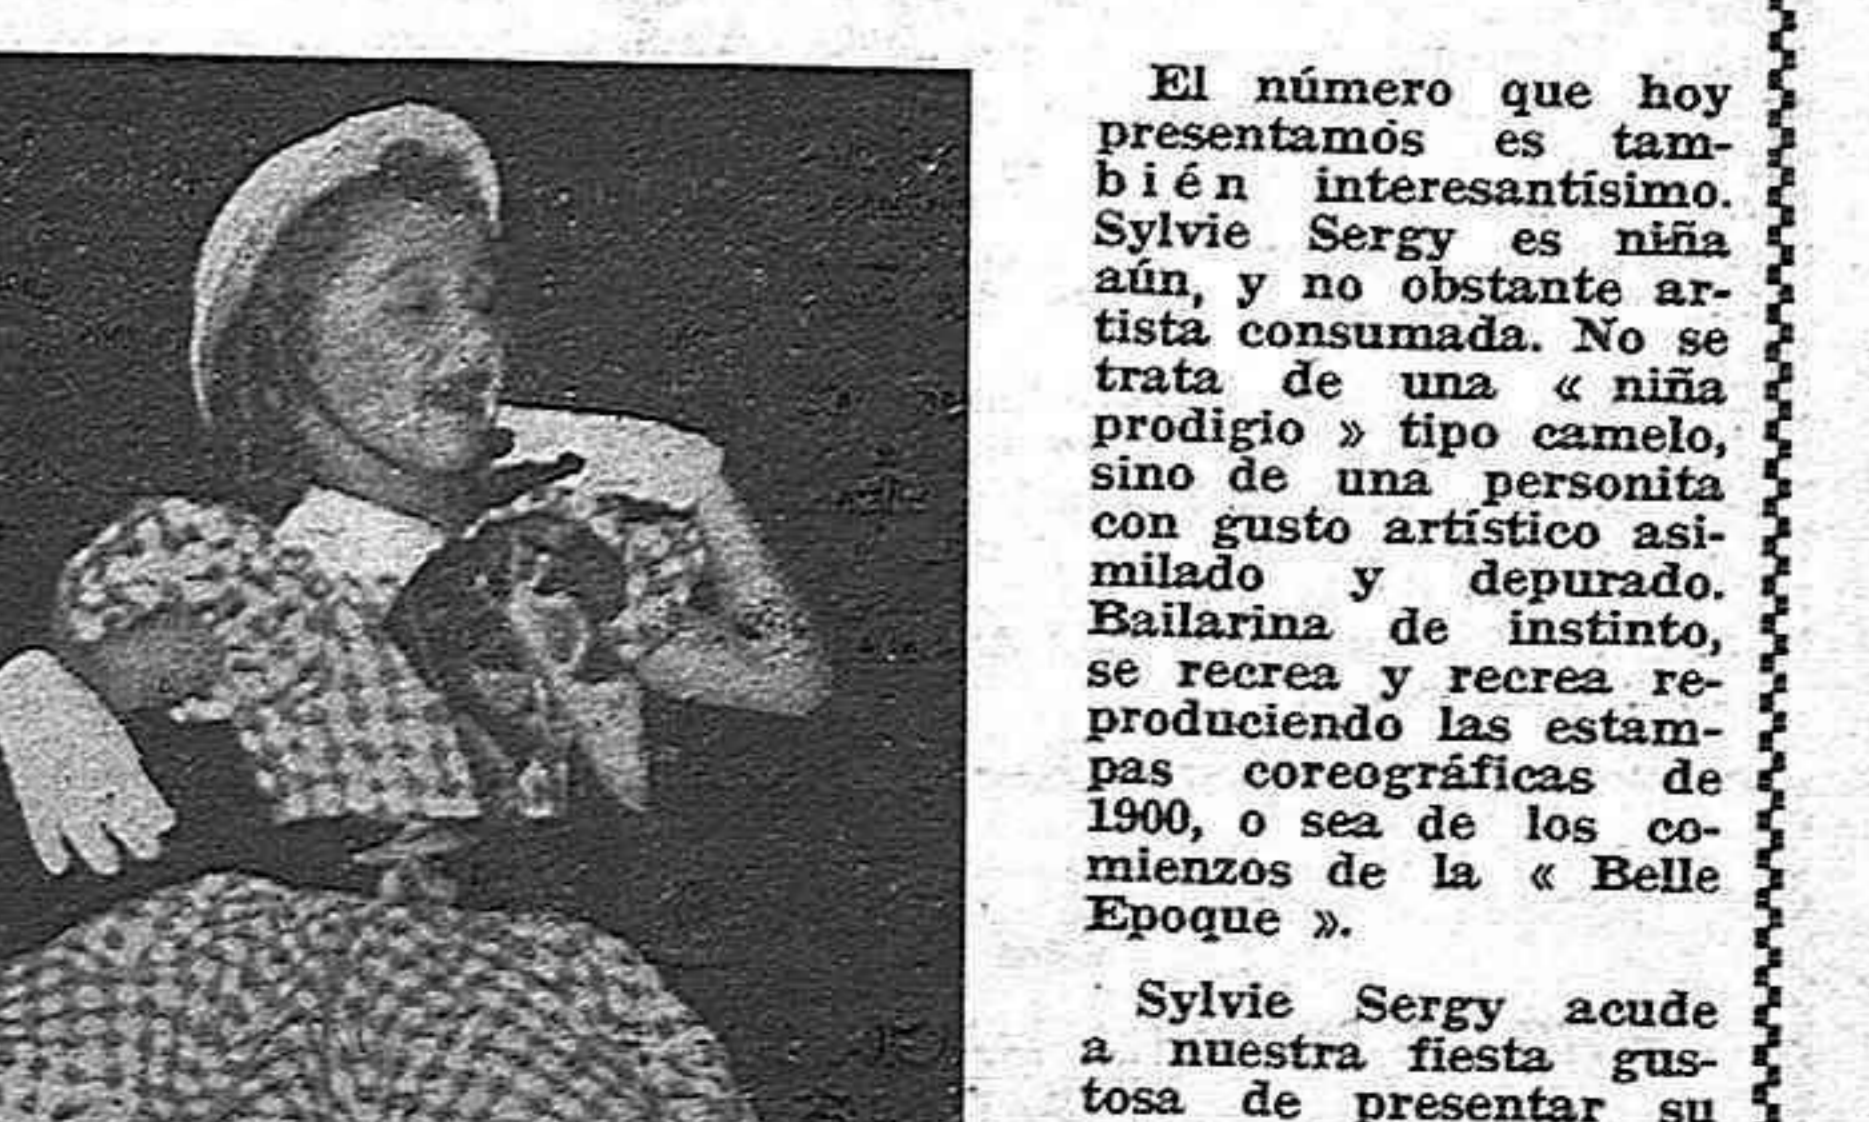 El número que hoy
presentamos es tam-
bién interesantísimo.
Sylvie Sergy es niña
aún, y no obstante ar-
tista consumada. No se
trata de una « niña
prodigio » tipo camelo,
sino de una personita
con gusto artístico asi-
milado y depurado.
Bailarina de instinto,
se recrea y recrea re-
produciendo las estam-
pas coreográficas de
1900, o sea de los co-
mienzos de la « Belle
Epoque ».
Sylvie Sergy acude
a nuestra fiesta gus-
tosa de presentar su